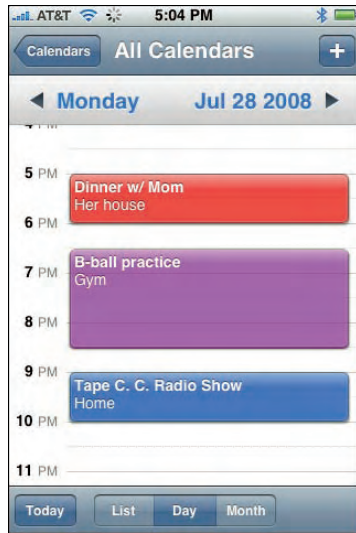 AT&T 5:04 PM
Calendars All Calendars +
Monday Jul 28 2008
4 PM
5 PM
Dinner w/ Mom
Her house
6 PM
B-ball practice
7 PM
Gym
8 PM
9 PM
Tape C. C. Radio Show
Home
10 PM
11 PM
Today List Day Month